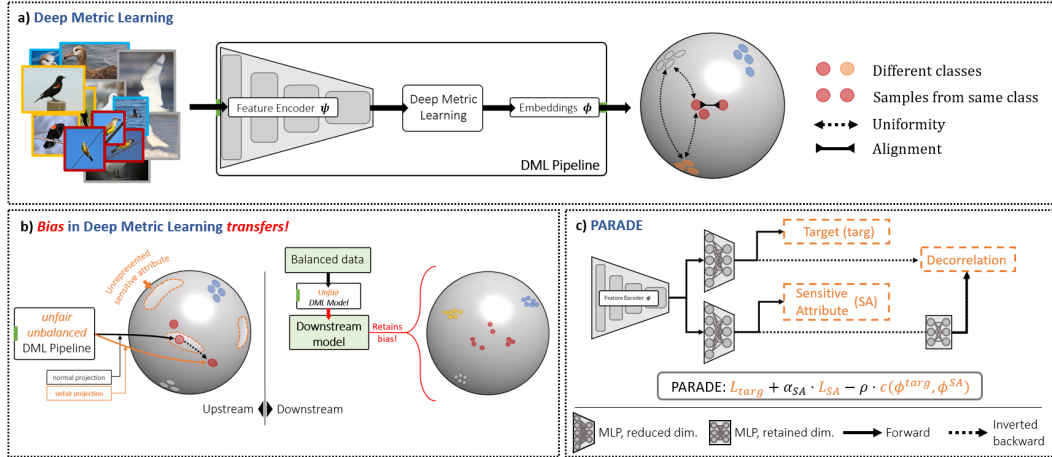 a) Deep Metric Learning
Feature Encoder ψ
Deep Metric
Learning
Embeddings ϕ
DML Pipeline
Different classes
Samples from same class
Uniformity
Alignment
b) Bias in Deep Metric Learning transfers!
Unrepresented
sensitive attribute
unfair
unbalanced
DML Pipeline
normal projection
unfair projection
Balanced data
Unfair
DML Model
Downstream
model
Retains
bias!
Upstream
Downstream
c) PARADE
Feature Encoder ψ
Target (targ)
Decorrelation
Sensitive
Attribute
(SA)
PARADE: L_targ + α_SA · L_SA − ρ · c(ϕ^targ, ϕ^SA)
MLP, reduced dim.
MLP, retained dim.
Forward
Inverted
backward